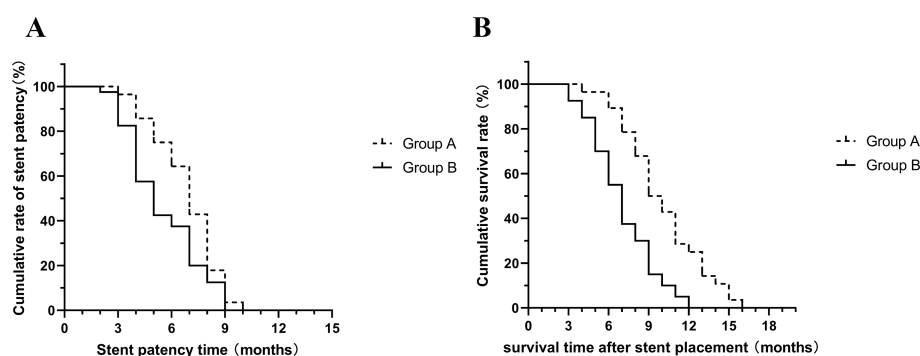 A
Cumulative rate of stent patency(%)
100
80
60
40
20
0
0 3 6 9 12 15
Stent patency time (months)
Group A
Group B
B
Cumulative survival rate (%)
100
80
60
40
20
0
0 3 6 9 12 15 18
survival time after stent placement (months)
Group A
Group B